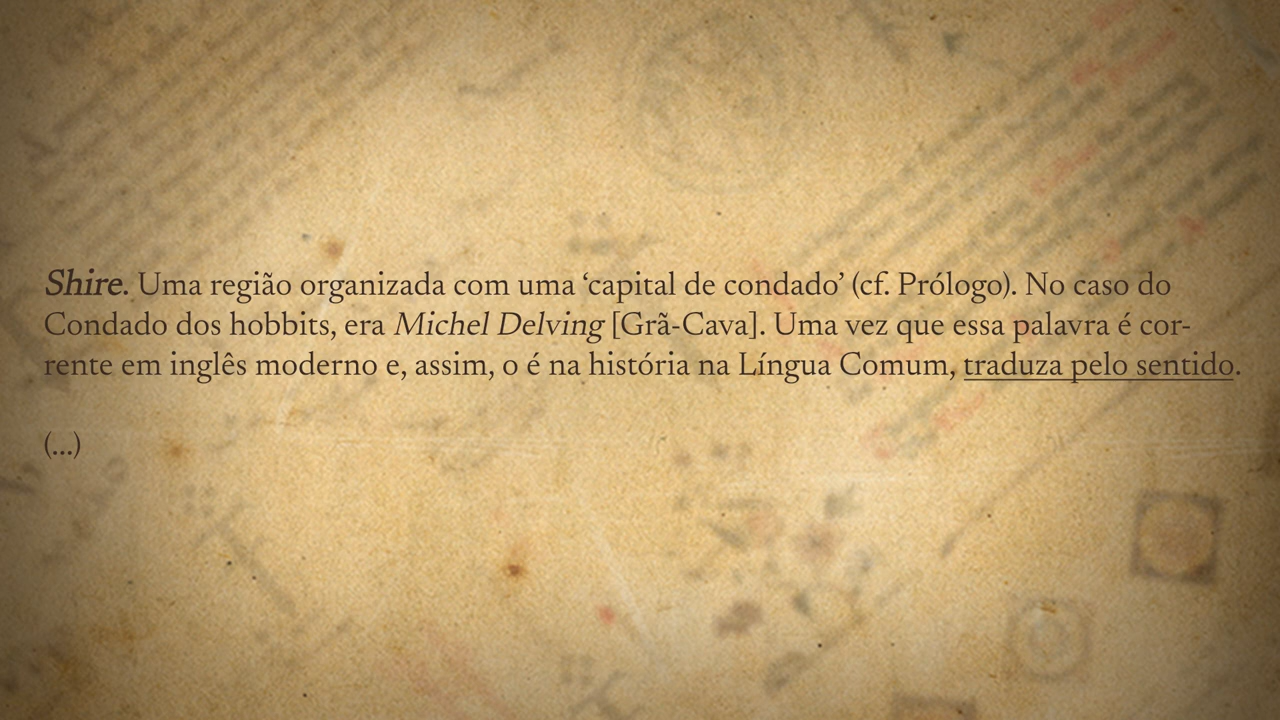 Shire. Uma região organizada com uma ‘capital de condado’ (cf. Prólogo). No caso do
Condado dos hobbits, era Michel Delving [Grã-Cava]. Uma vez que essa palavra é cor-
rente em inglês moderno e, assim, o é na história na Língua Comum, traduza pelo sentido.
(...)